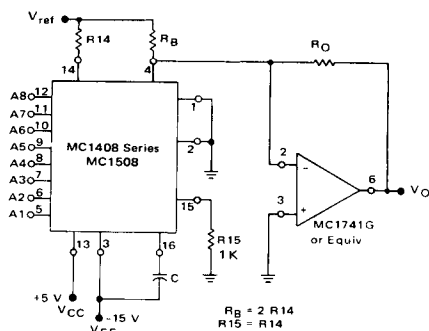 Vref
R14
RB
RO
14
4
A8 12
A7 11
A6 10
A5 9
A4 8
A3 7
A2 6
A1 5
MC1408 Series
MC1508
1
2
15
13
3
16
R15
1 K
C
+5 V
VCC
-15 V
VEE
2
-
3
+
6
VO
MC1741G
or Equiv
RB = 2 R14
R15 = R14